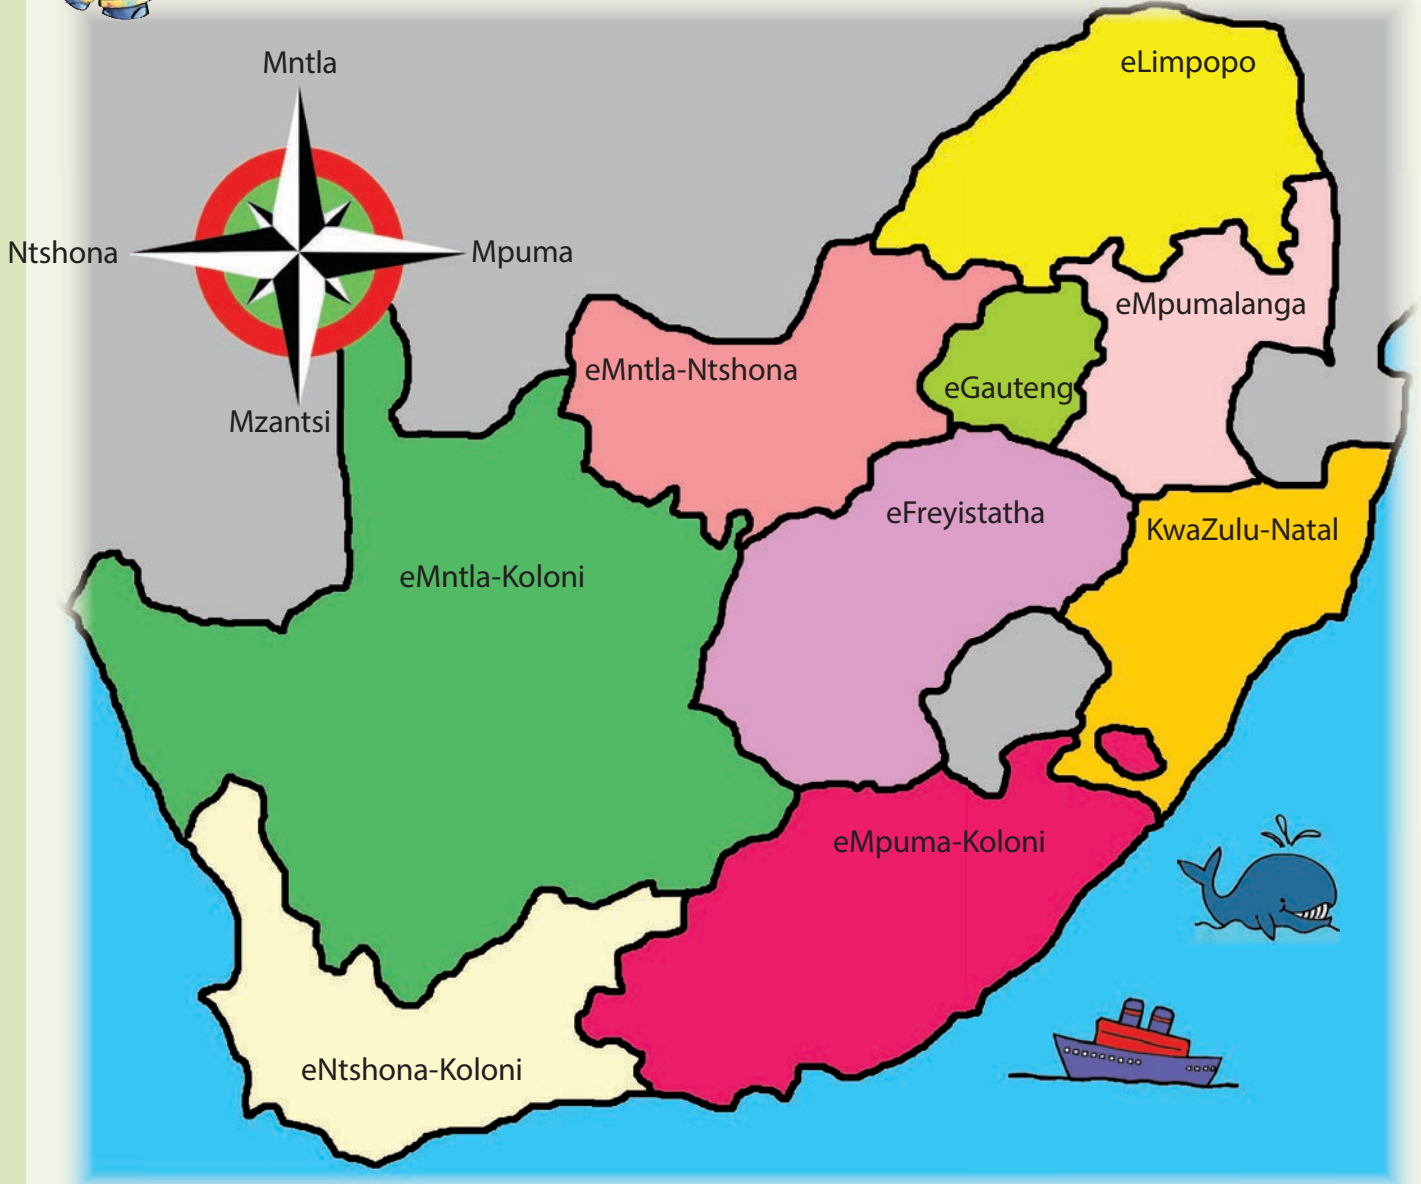 Mntla
eLimpopo
Ntshona
Mpuma
eMpumalanga
eMntla-Ntshona
eGauteng
Mzantsi
eFreyistatha
KwaZulu-Natal
eMntla-Koloni
eMpuma-Koloni
eNtshona-Koloni